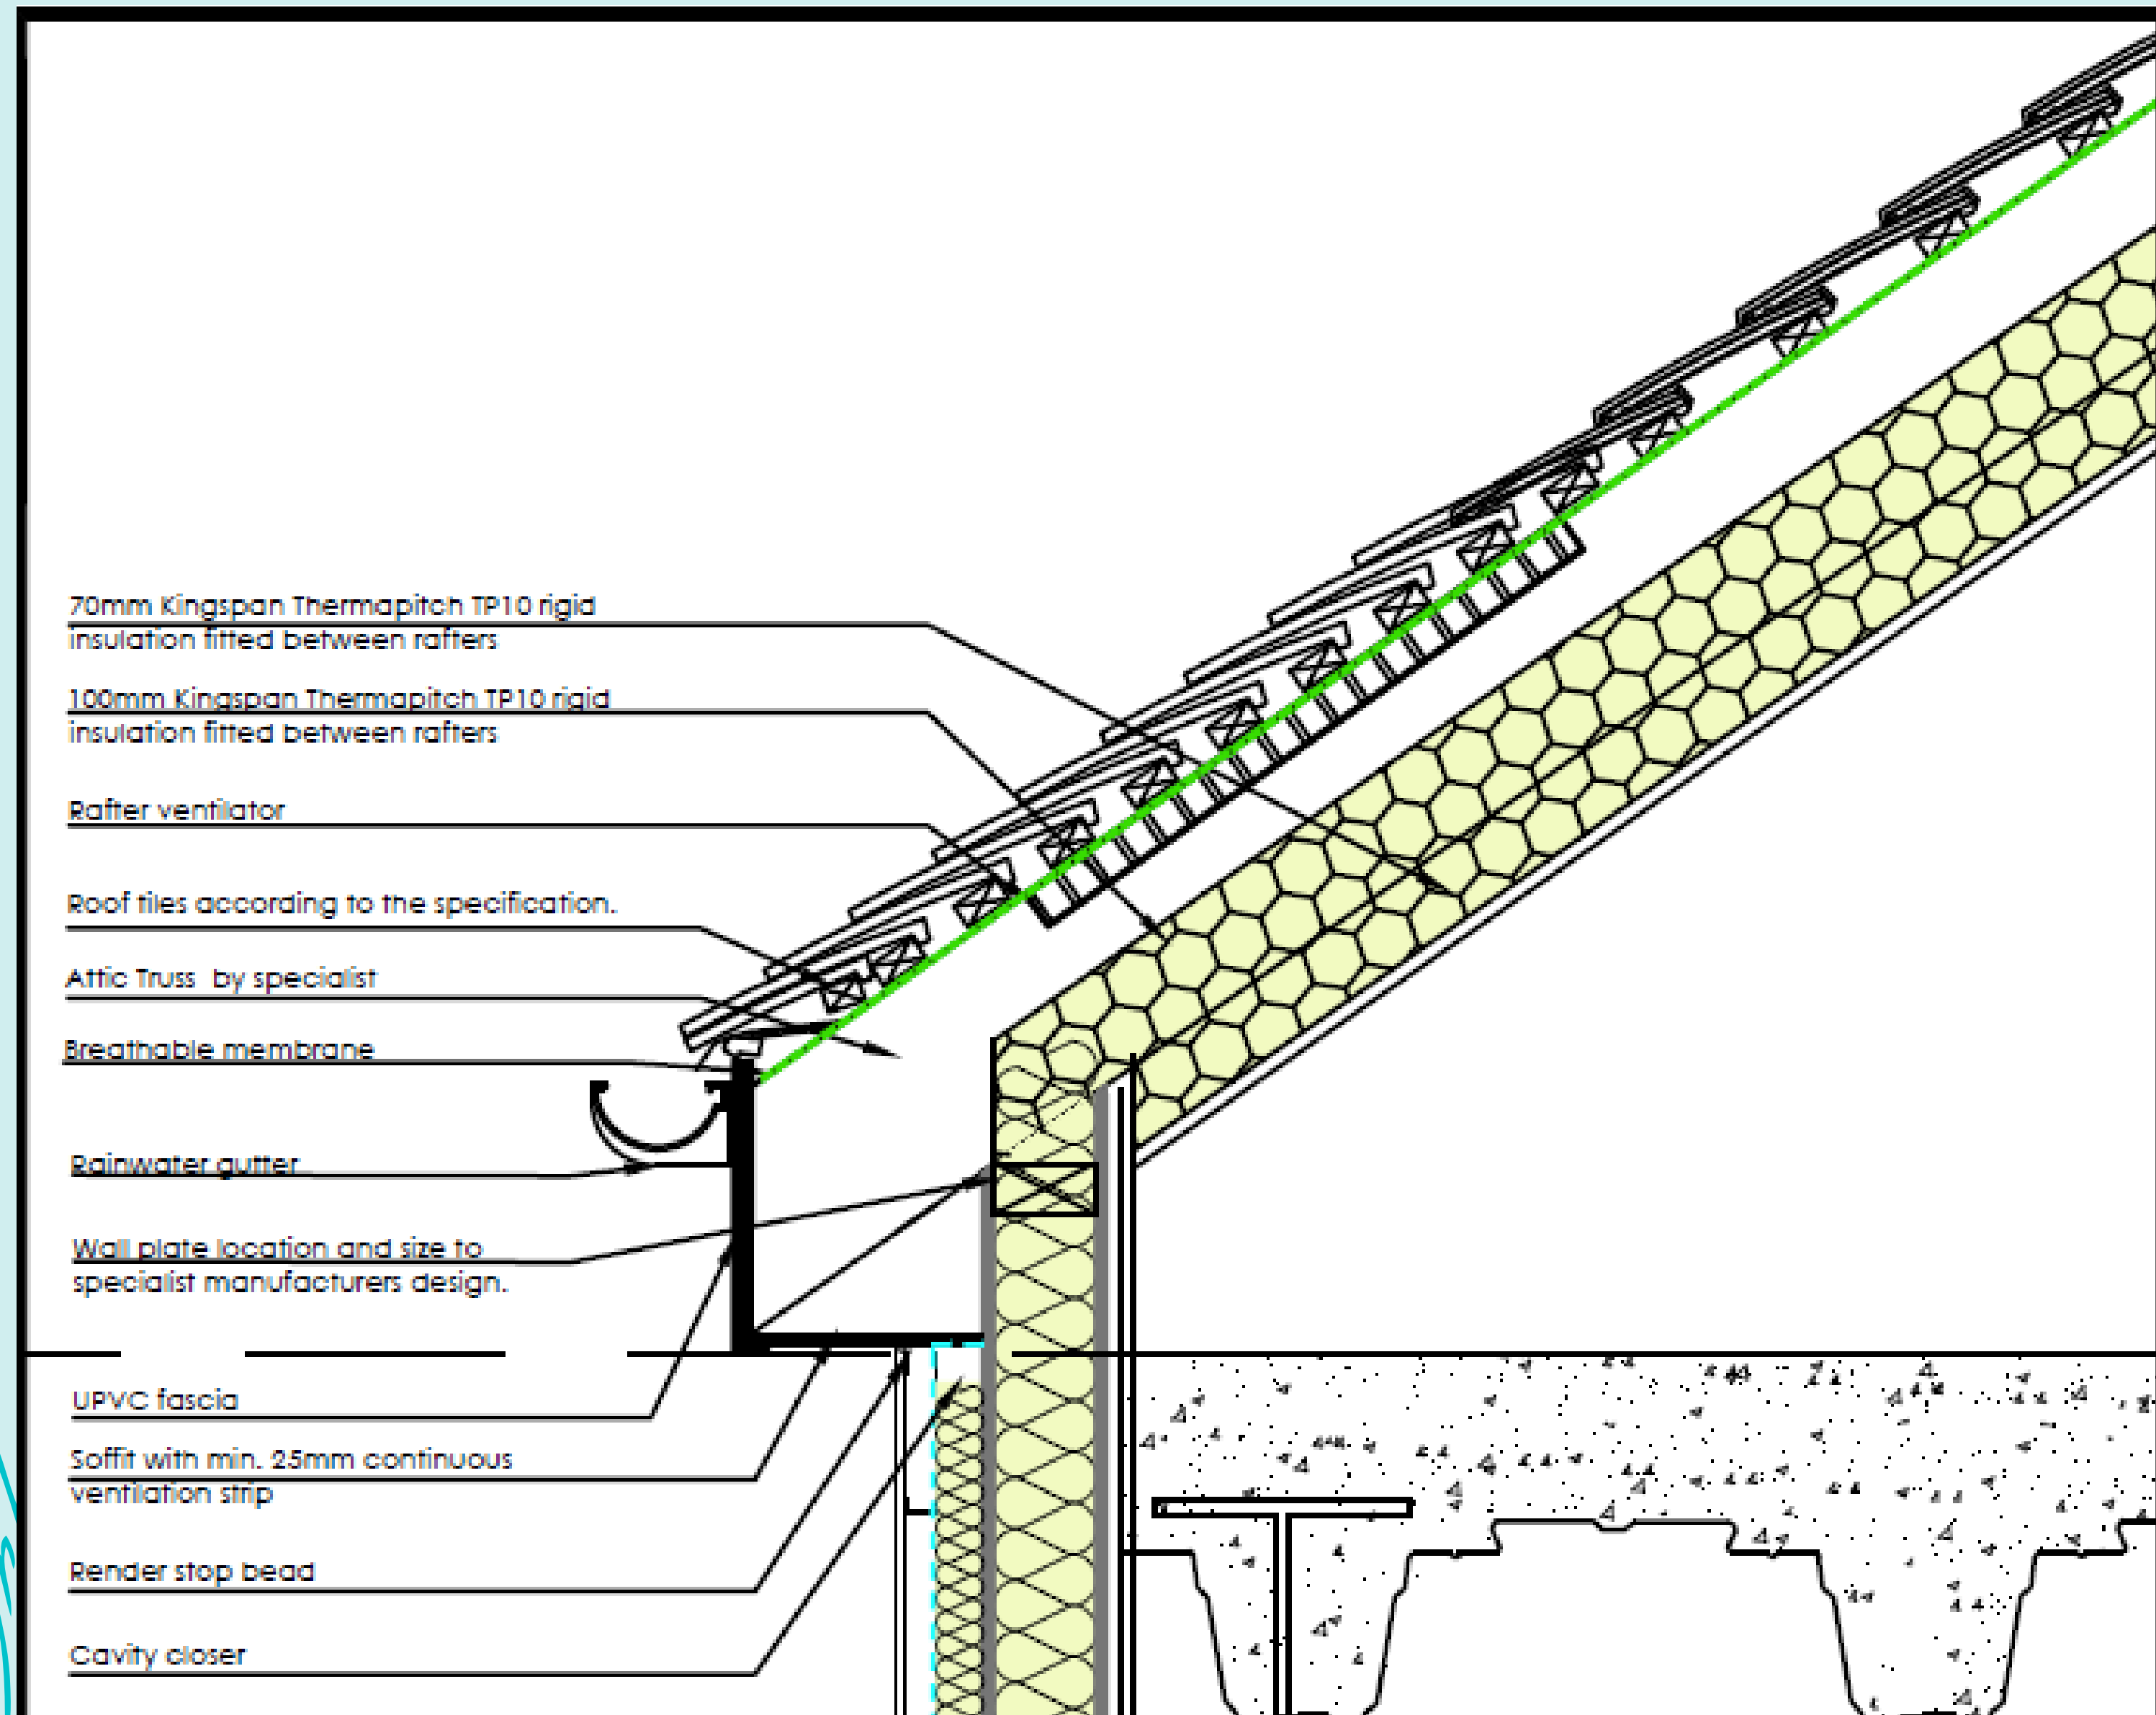 70mm Kingspan Thermapitch TP10 rigid
insulation fitted between rafters
100mm Kingspan Thermapitch TP10 rigid
insulation fitted between rafters
Rafter ventilator
Roof tiles according to the specification.
Attic Truss by specialist
Breathable membrane
Rainwater gutter
Wall plate location and size to
specialist manufacturers design.
UPVC fascia
Soffit with min. 25mm continuous
ventilation strip
Render stop bead
Cavity closer